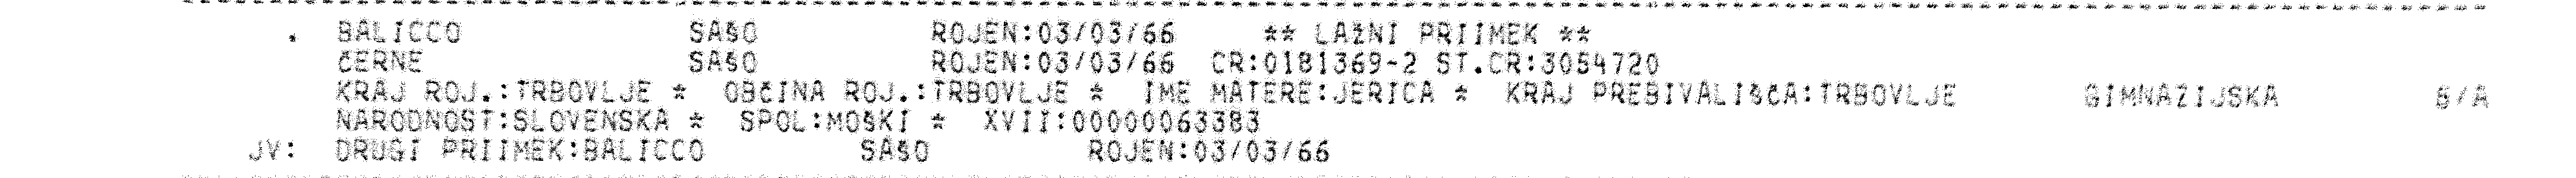 . BALICCO SAŠO ROJEN:03/03/66 ** LAŽNI PRIIMEK **
ČERNE SAŠO ROJEN:03/03/66 CR:0181369-2 ST.CR:3054720
KRAJ ROJ.:TRBOVLJE * OBČINA ROJ.:TRBOVLJE * IME MATERE:JERICA * KRAJ PREBIVALIŠČA:TRBOVLJE GIMNAZIJSKA
NARODNOST:SLOVENSKA * SPOL:MOŠKI * XVII:00000063383
JV: DRUGI PRIIMEK:BALICCO SAŠO ROJEN:03/03/66